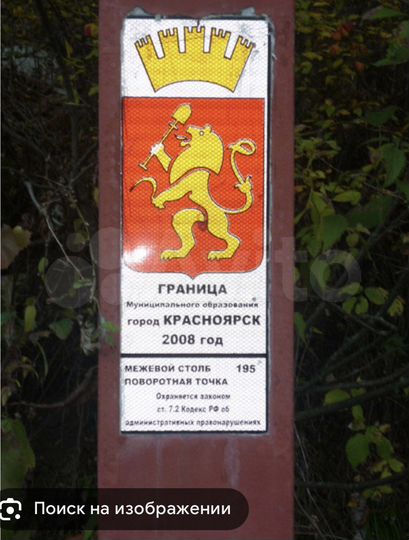 ГРАНИЦА
Муниципального образования
город КРАСНОЯРСК
2008 год
МЕЖЕВОЙ СТОЛБ 195
ПОВОРОТНАЯ ТОЧКА
Охраняется законом
ст. 7.2 Кодекс РФ об
административных правонарушениях
Avito
Поиск на изображении